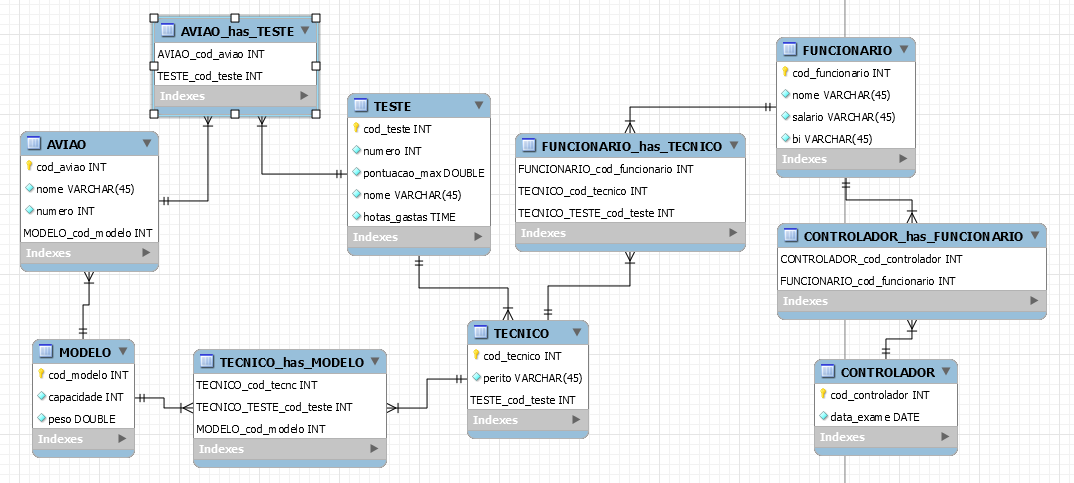 AVIAO_has_TESTE
AVIAO_cod_aviao INT
TESTE_cod_teste INT
Indexes
AVIAO
cod_aviao INT
nome VARCHAR(45)
numero INT
MODELO_cod_modelo INT
Indexes
TESTE
cod_teste INT
numero INT
pontuacao_max DOUBLE
nome VARCHAR(45)
hotas_gastas TIME
Indexes
FUNCIONARIO
cod_funcionario INT
nome VARCHAR(45)
salario VARCHAR(45)
bi VARCHAR(45)
Indexes
FUNCIONARIO_has_TECNICO
FUNCIONARIO_cod_funcionario INT
TECNICO_cod_tecnico INT
TECNICO_TESTE_cod_teste INT
Indexes
CONTROLADOR_has_FUNCIONARIO
CONTROLADOR_cod_controlador INT
FUNCIONARIO_cod_funcionario INT
Indexes
MODELO
cod_modelo INT
capacidade INT
peso DOUBLE
Indexes
TECNICO_has_MODELO
TECNICO_cod_tecnc INT
TECNICO_TESTE_cod_teste INT
MODELO_cod_modelo INT
Indexes
TECNICO
cod_tecnico INT
perito VARCHAR(45)
TESTE_cod_teste INT
Indexes
CONTROLADOR
cod_controlador INT
data_exame DATE
Indexes